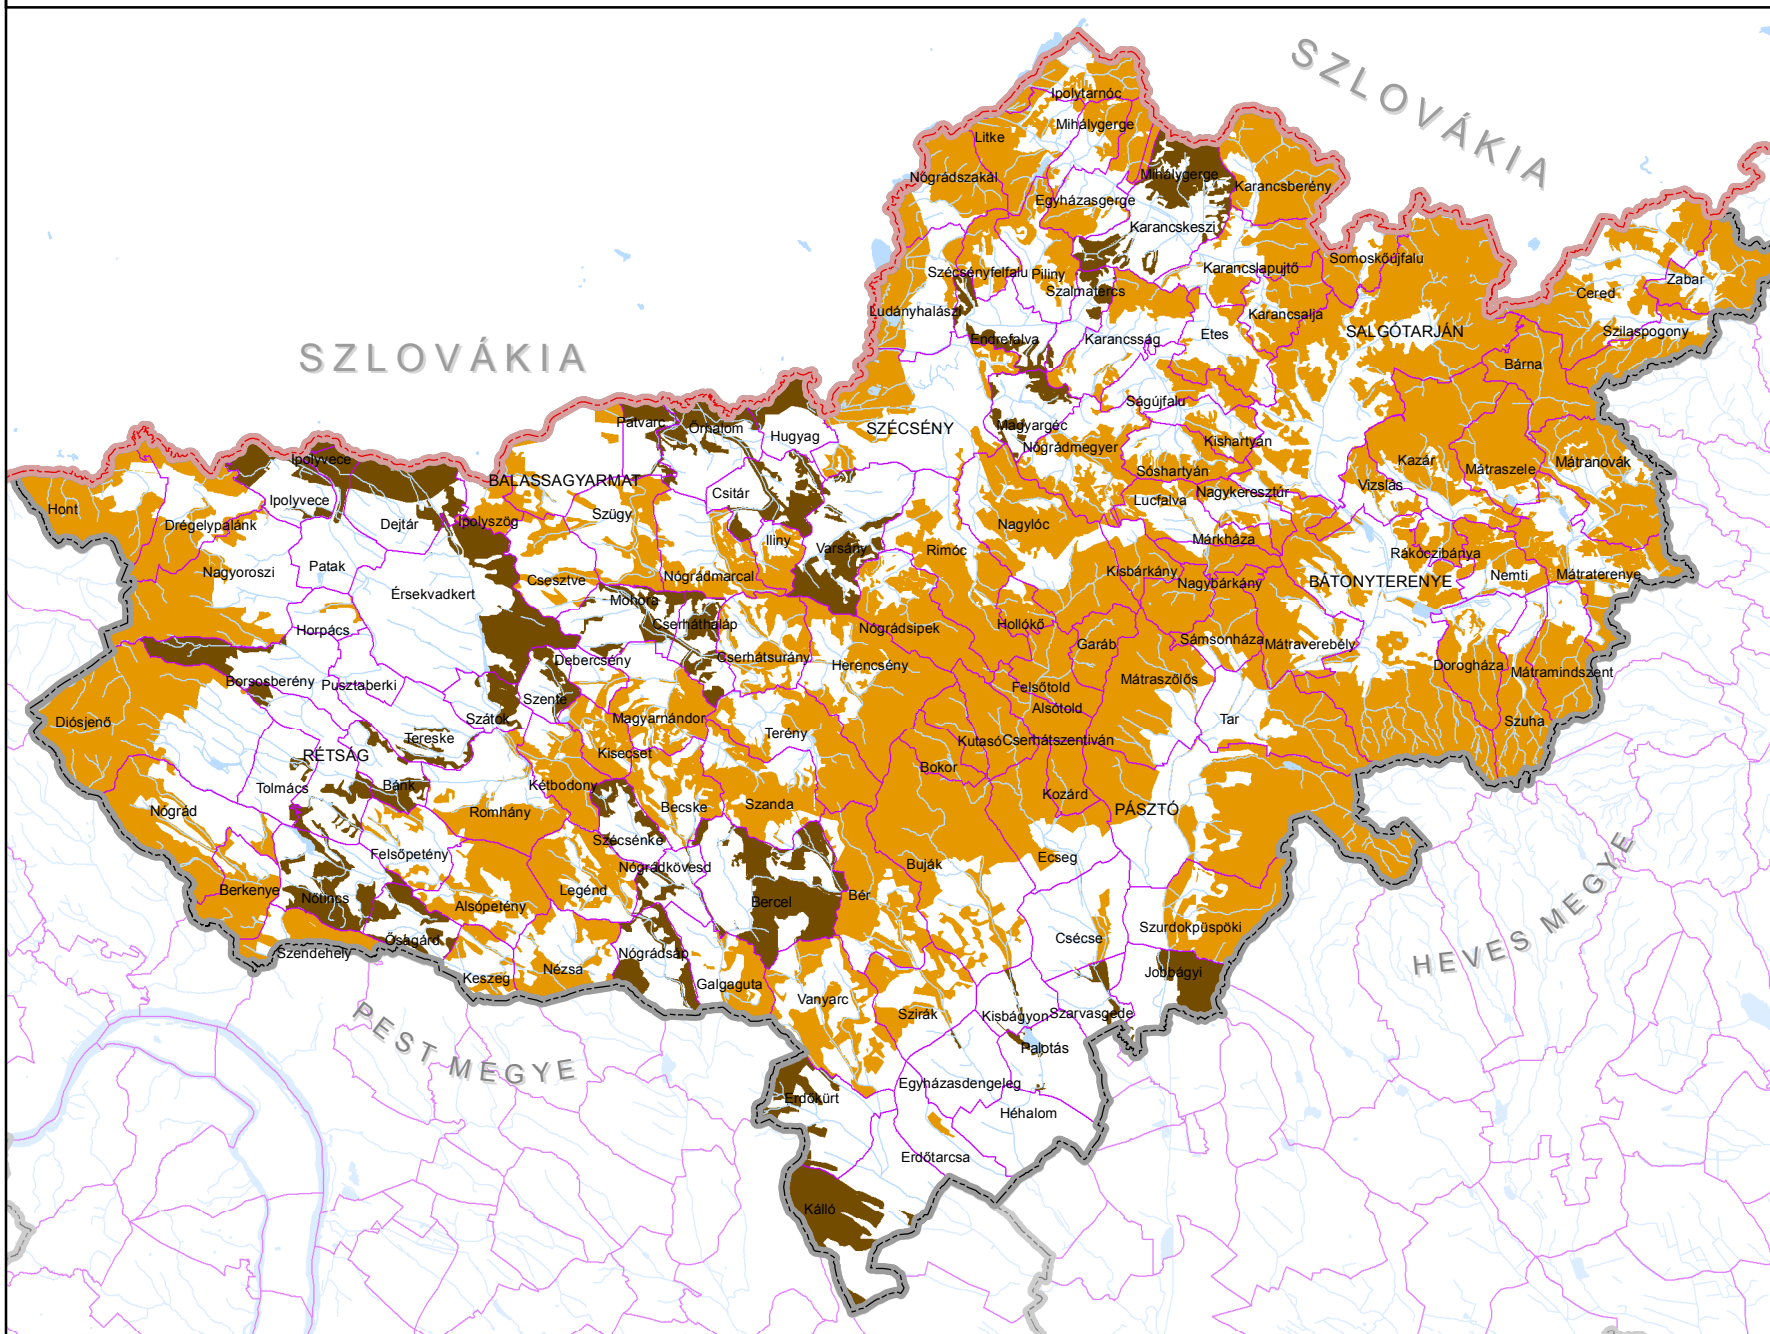 SZLOVÁKIA
Ipolytarnóc
Mihálygerge
Litke
Nógrádszakál
Mihálygerge
Karancsberény
Egyházasgerge
Karancskeszi
Szécsényfelfalu
Piliny
Karancslapujtő
Somoskőújfalu
Szalmatercs
Cered
Zabar
Ludányhalászi
Karancsalja
SALGÓTARJÁN
Szilaspogony
Endrefalva
Karancsság
Etes
SZLOVÁKIA
Bárna
Ságújfalu
Patvarc
Őrhalom
Hugyag
SZÉCSÉNY
Magyargéc
Nógrádmegyer
Kishartyán
Ipolyvece
Kazár
Mátraszele
Mátranovák
Sóshartyán
BALASSAGYARMAT
Vizslás
Ipolyvece
Csitár
Lucfalva
Nagykeresztúr
Hont
Drégelypalánk
Dejtár
Ipolyszög
Szügy
Nagylóc
Iliny
Varsány
Rimóc
Márkháza
Rákóczibánya
Nagyoroszi
Patak
Csesztve
Nógrádmarcal
Kisbárkány
Nagybárkány
BÁTONYTERENYE
Nemti
Mátraterenye
Érsekvadkert
Mohora
Cserháthaláp
Horpács
Nógrádsipek
Hollókő
Garáb
Sámsonháza
Mátraverebély
Debercsény
Cserhátsurány
Herencsény
Dorogháza
Mátramindszent
Borsosberény
Pusztaberki
Szente
Felsőtold
Mátraszőlős
Alsótold
Diósjenő
Szátok
Magyarnándor
Terény
Tar
Szuha
Tereske
Kutasó
Cserhátszentiván
RÉTSÁG
Kisecset
Bokor
Tolmács
Bánk
Kétbodony
Kozárd
Nógrád
Romhány
Becske
Szanda
PÁSZTÓ
Szécsénke
Felsőpetény
Nógrádkövesd
Buják
Ecseg
HEVES MEGYE
Berkenye
Nőtincs
Alsópetény
Legénd
Bercel
Bér
Őságárd
Csécse
Szurdokpüspöki
Szendehely
Nógrádsáp
Keszeg
Nézsa
Galgaguta
Jobbágyi
Vanyarc
Szirák
Kisbágyon
Szarvasgede
PEST MEGYE
Palotás
Egyházasdengeleg
Erdőkürt
Héhalom
Erdőtarcsa
Kálló